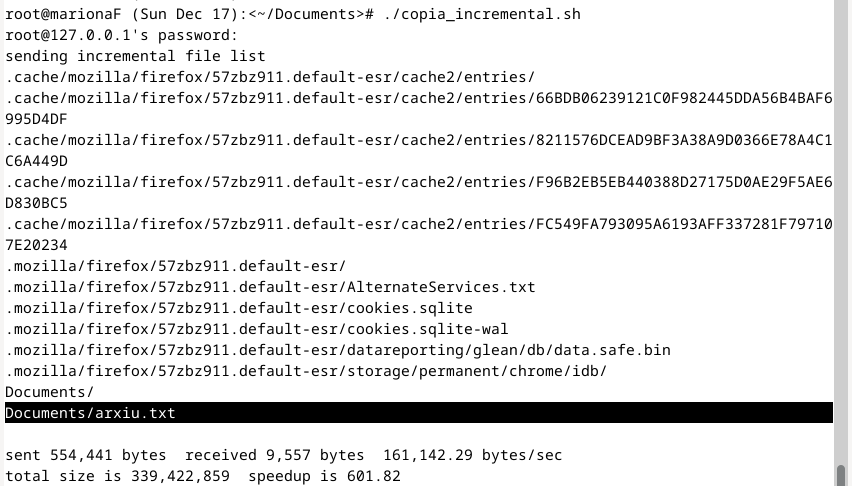 root@marionaF (Sun Dec 17):<~/Documents># ./copia_incremental.sh
root@127.0.0.1's password:
sending incremental file list
.cache/mozilla/firefox/57zbz911.default-esr/cache2/entries/
.cache/mozilla/firefox/57zbz911.default-esr/cache2/entries/66BDB06239121C0F982445DDA56B4BAF6
995D4DF
.cache/mozilla/firefox/57zbz911.default-esr/cache2/entries/8211576DCEAD9BF3A38A9D0366E78A4C1
C6A449D
.cache/mozilla/firefox/57zbz911.default-esr/cache2/entries/F96B2EB5EB440388D27175D0AE29F5AE6
D830BC5
.cache/mozilla/firefox/57zbz911.default-esr/cache2/entries/FC549FA793095A6193AFF337281F79710
7E20234
.mozilla/firefox/57zbz911.default-esr/
.mozilla/firefox/57zbz911.default-esr/AlternateServices.txt
.mozilla/firefox/57zbz911.default-esr/cookies.sqlite
.mozilla/firefox/57zbz911.default-esr/cookies.sqlite-wal
.mozilla/firefox/57zbz911.default-esr/datareporting/glean/db/data.safe.bin
.mozilla/firefox/57zbz911.default-esr/storage/permanent/chrome/idb/
Documents/
Documents/arxiu.txt
sent 554,441 bytes  received 9,557 bytes  161,142.29 bytes/sec
total size is 339,422,859  speedup is 601.82